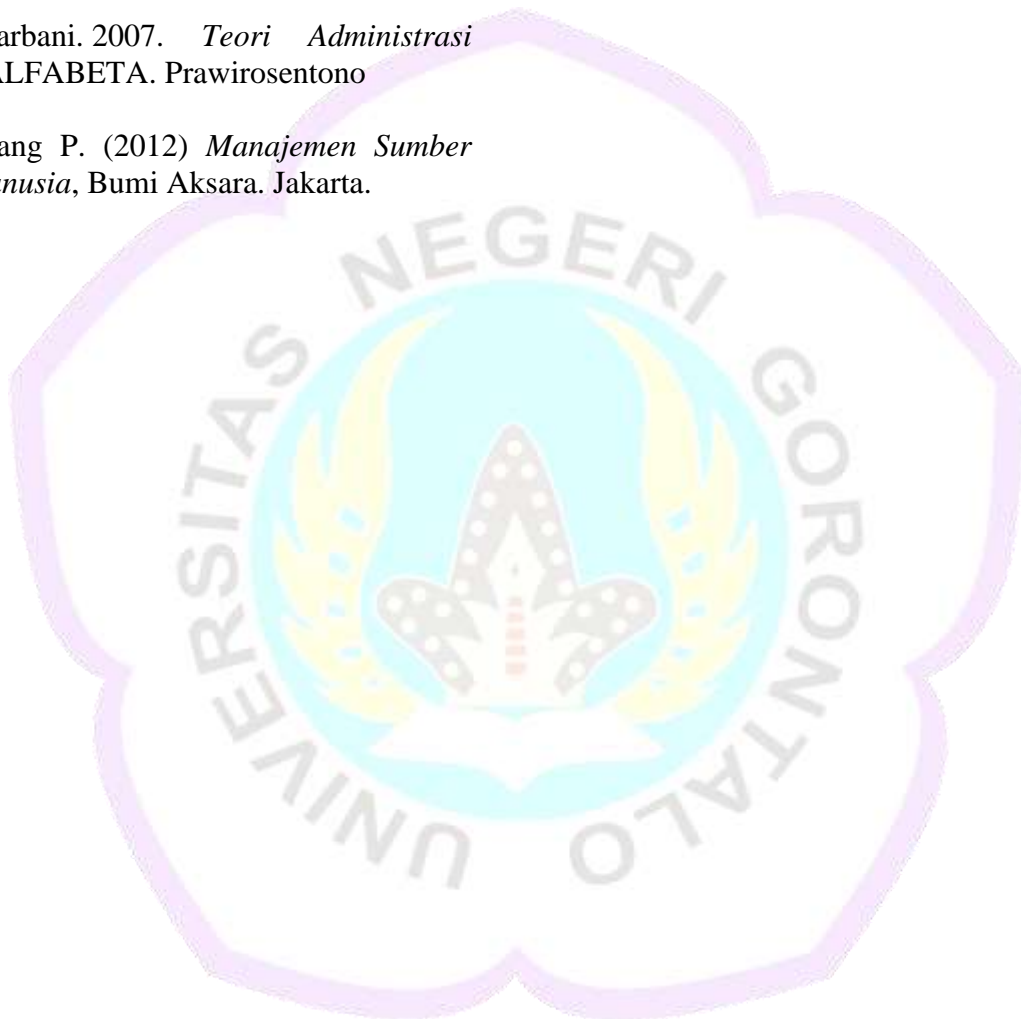 arbani. 2007. Teori Administrasi
ALFABETA. Prawirosentono
ang P. (2012) Manajemen Sumber
nusia, Bumi Aksara. Jakarta.
UNIVERSITAS NEGERI GORONTALO